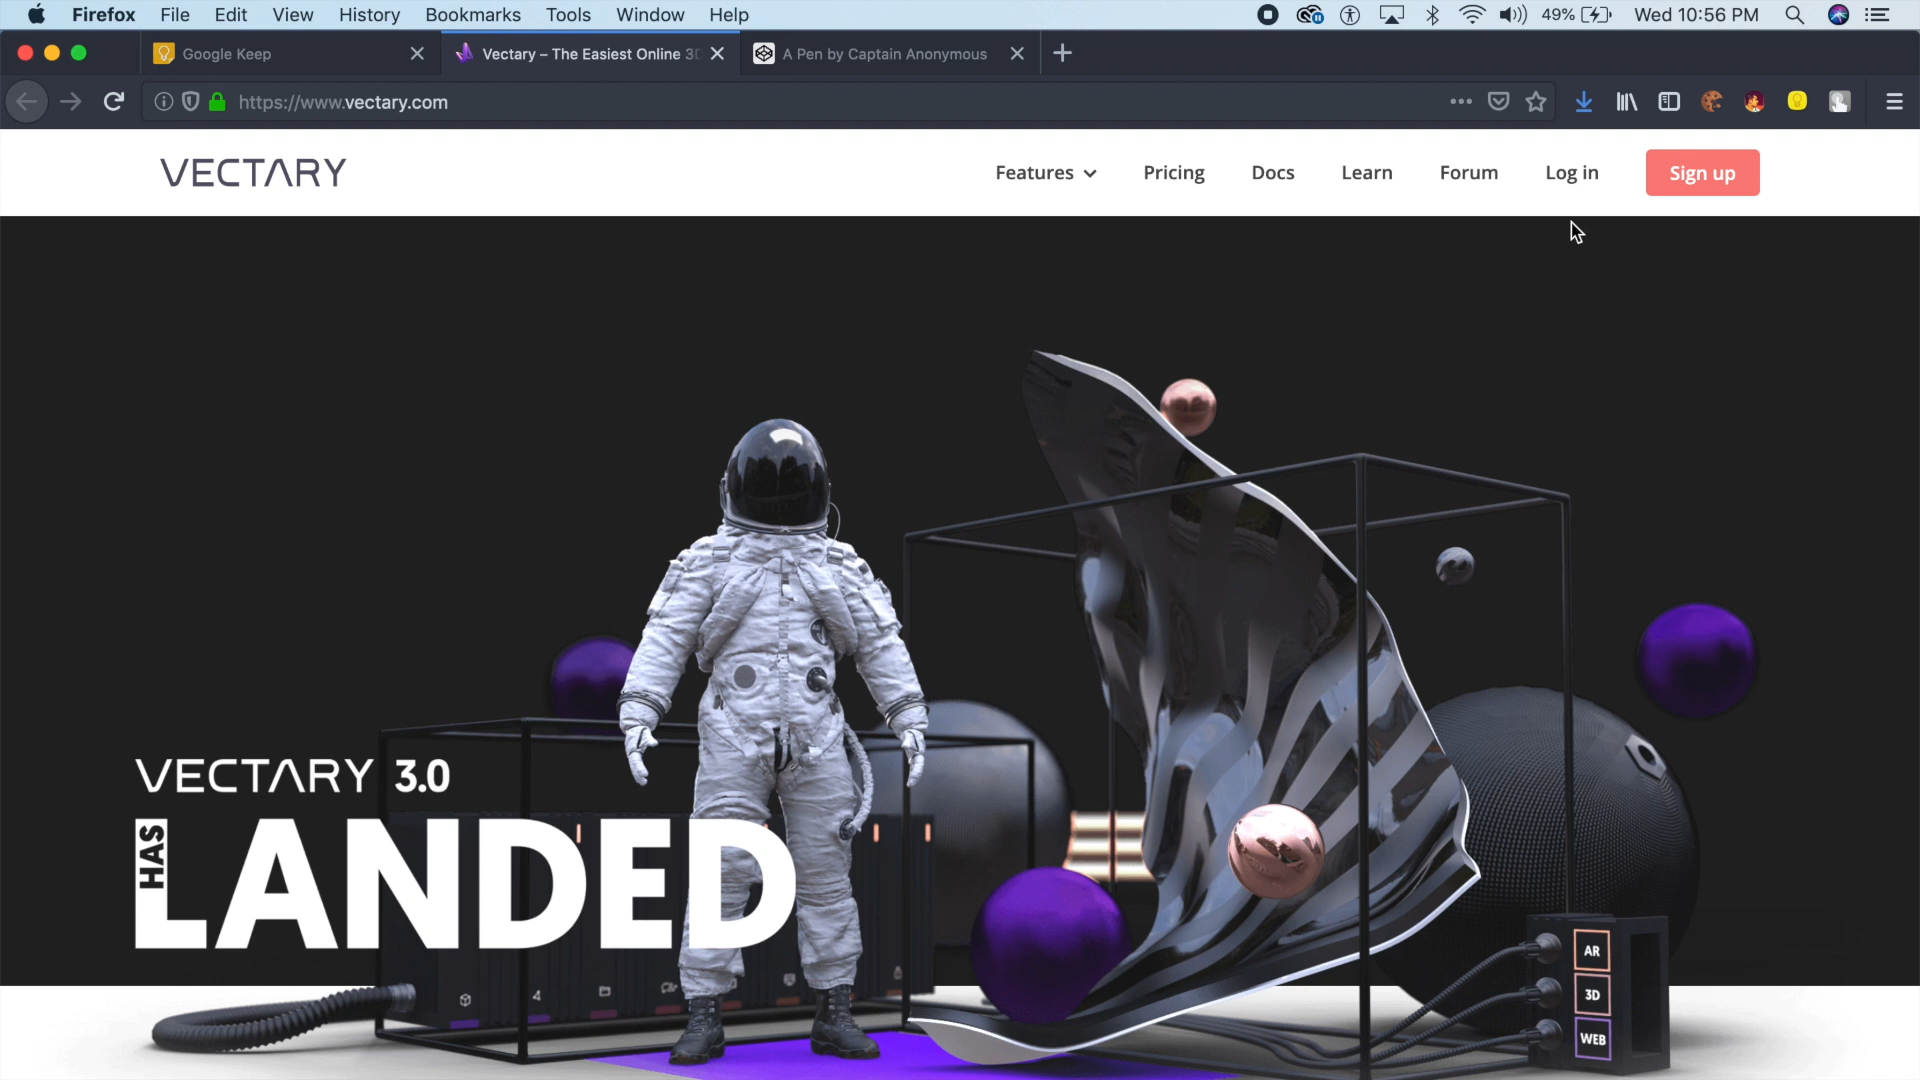 Firefox File Edit View History Bookmarks Tools Window Help 49% Wed 10:56 PM
Google Keep
Vectary – The Easiest Online 3D
A Pen by Captain Anonymous
https://www.vectary.com
VECTARY
Features Pricing Docs Learn Forum Log in Sign up
VECTARY 3.0
HAS LANDED
AR
3D
WEB